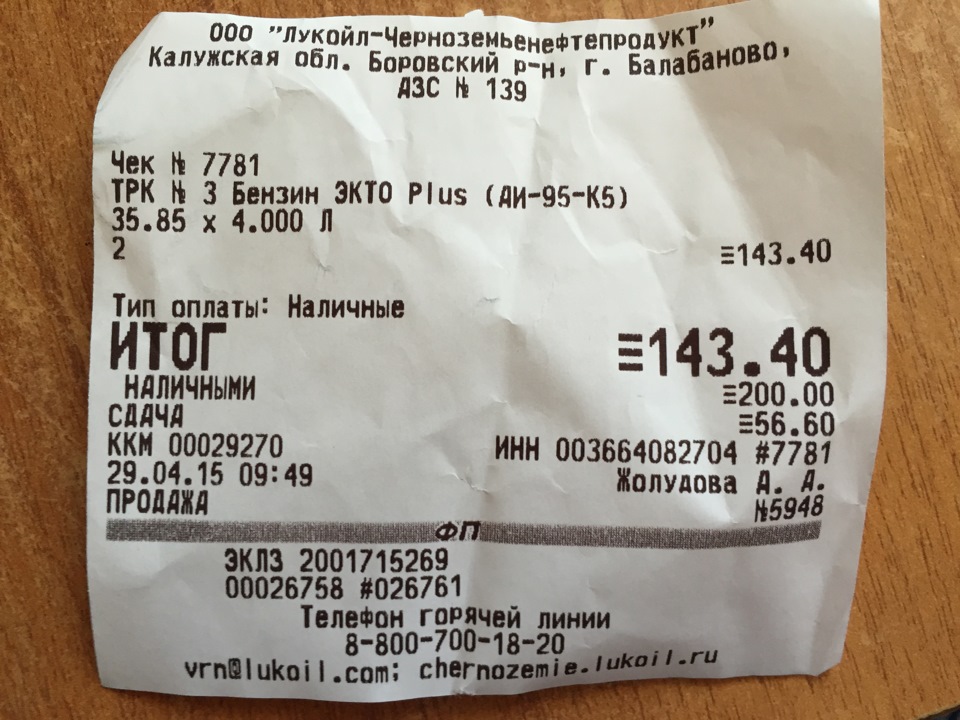 ООО "Лукойл-Черноземьенефтепродукт"
Калужская обл. Боровский р-н, г. Балабаново,
АЗС № 139
Чек № 7781
ТРК № 3 Бензин ЭКТО Plus (АИ-95-К5)
35.85 x 4.000 Л
2 ≡143.40
Тип оплаты: Наличные
ИТОГ ≡143.40
НАЛИЧНЫМИ ≡200.00
СДАЧА ≡56.60
ККМ 00029270 ИНН 003664082704 #7781
29.04.15 09:49 Жолудова А. А.
ПРОДАЖА №5948
ФП
ЭКЛЗ 2001715269
00026758 #026761
Телефон горячей линии
8-800-700-18-20
vrn@lukoil.com; chernozemie.lukoil.ru